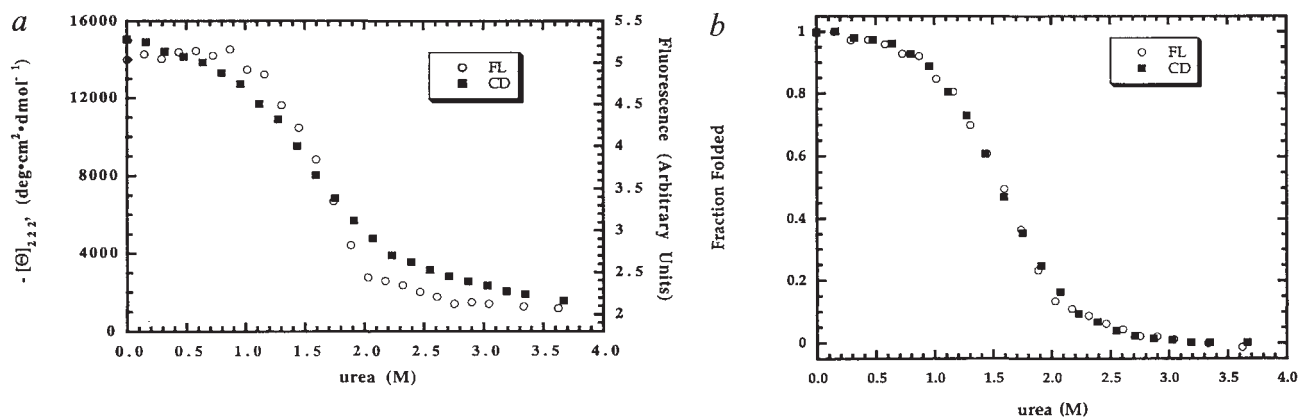 a
- [Θ]222, (deg•cm2•dmol-1)
16000
12000
8000
4000
0
FL
CD
5.5
5
4.5
4
3.5
3
2.5
2
Fluorescence (Arbitrary Units)
0.0 0.5 1.0 1.5 2.0 2.5 3.0 3.5 4.0
urea (M)
b
Fraction Folded
1
0.8
0.6
0.4
0.2
0
FL
CD
0.0 0.5 1.0 1.5 2.0 2.5 3.0 3.5 4.0
urea (M)